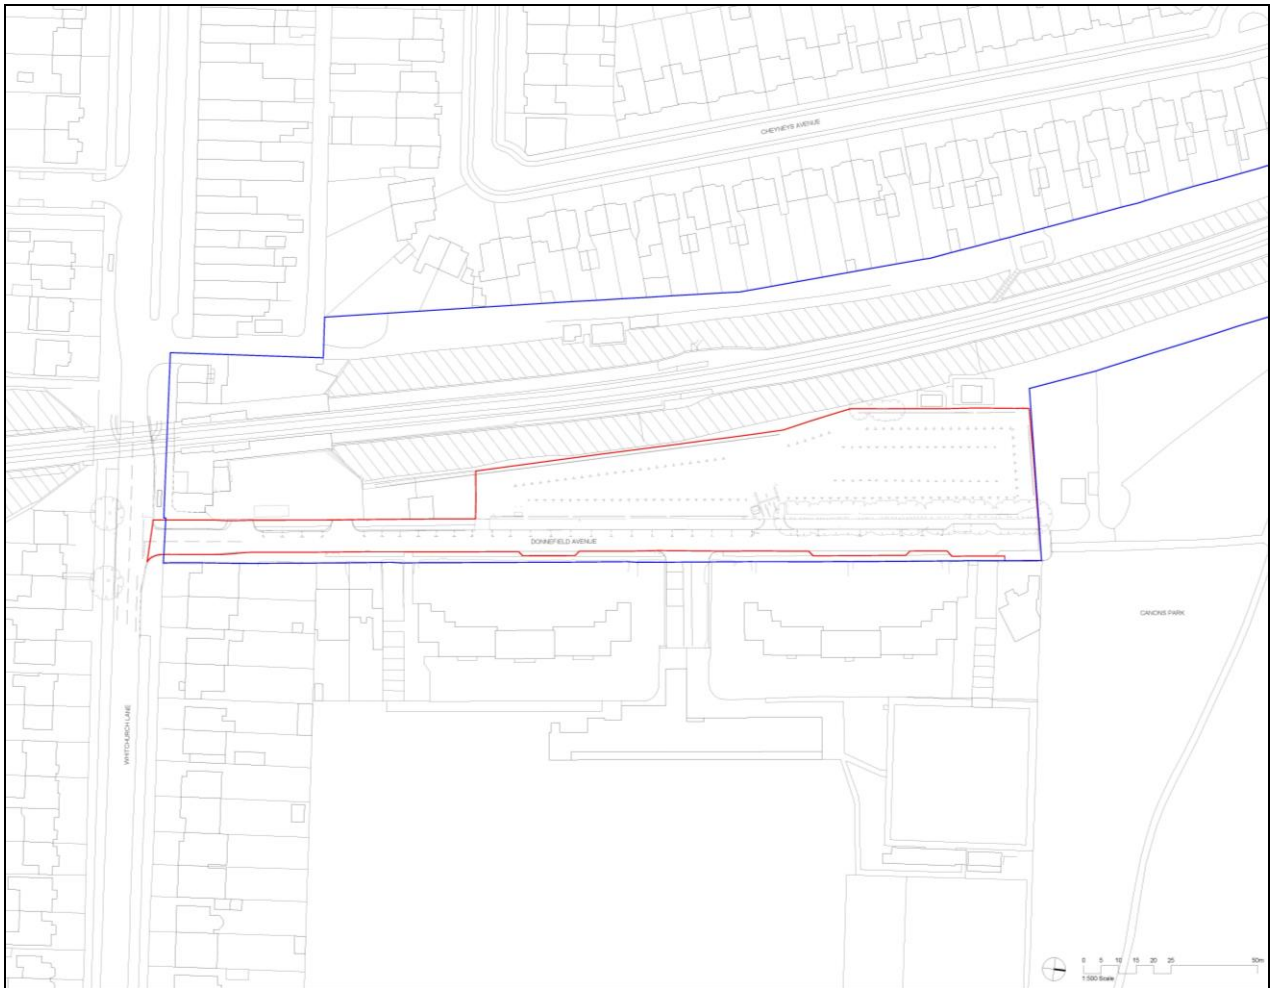 CHEYNEYS AVENUE
DONNEFIELD AVENUE
CANONS PARK
WHITCHURCH LANE
0 5 10 15 20 25 50m
1:500 Scale